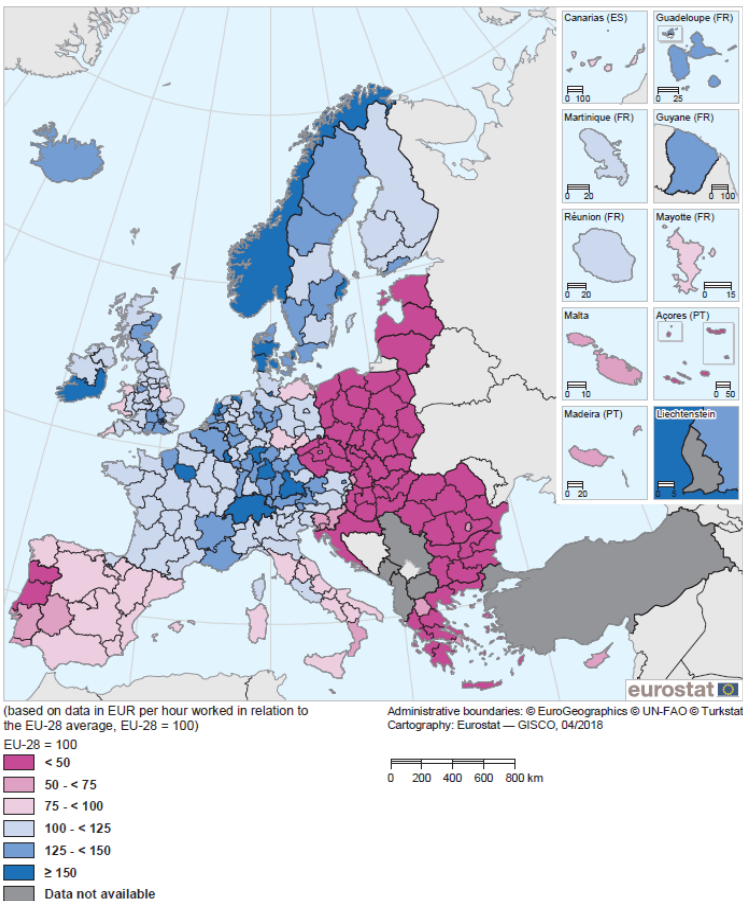 Canarias (ES)
0 100
Guadeloupe (FR)
0 25
Martinique (FR)
0 20
Guyane (FR)
0 100
Réunion (FR)
0 20
Mayotte (FR)
0 15
Malta
0 10
Açores (PT)
0 50
Madeira (PT)
0 20
Liechtenstein
0 5
eurostat
(based on data in EUR per hour worked in relation to
the EU-28 average, EU-28 = 100)
Administrative boundaries: © EuroGeographics © UN-FAO © Turkstat
Cartography: Eurostat — GISCO, 04/2018
EU-28 = 100
< 50
50 - < 75
75 - < 100
100 - < 125
125 - < 150
≥ 150
Data not available
0 200 400 600 800 km